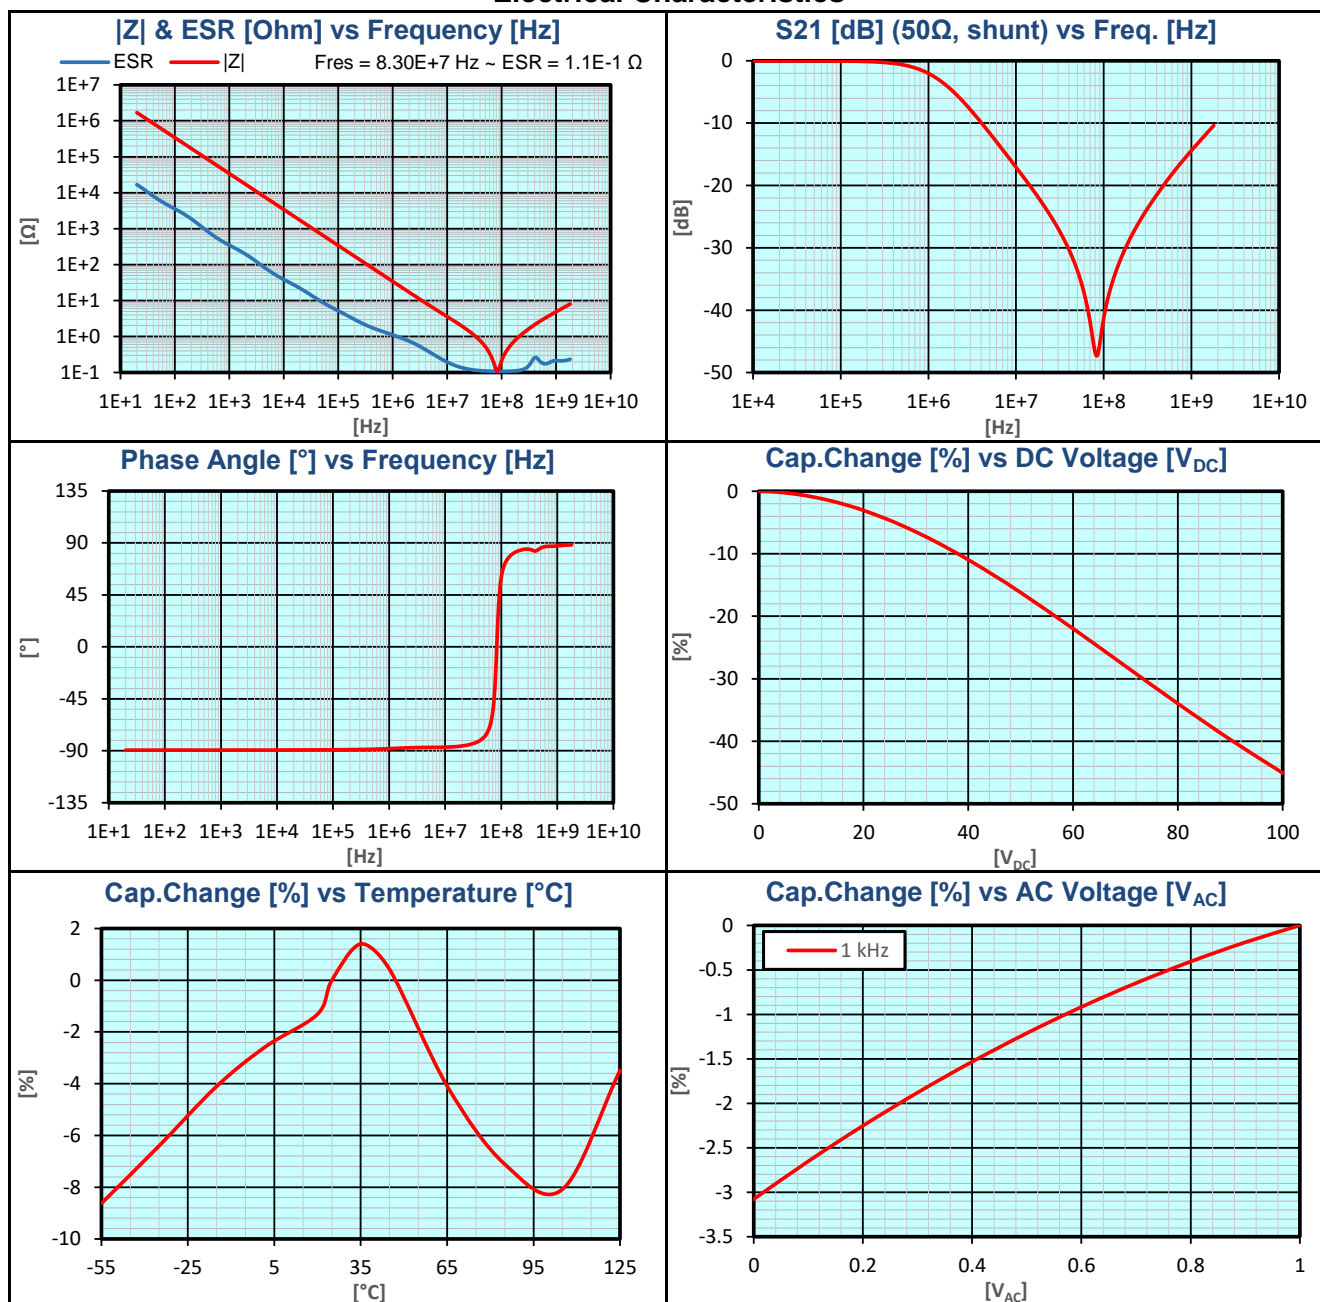 Electrical Characteristics
|Z| & ESR [Ohm] vs Frequency [Hz]
ESR |Z| Fres = 8.30E+7 Hz ~ ESR = 1.1E-1 Ω
1E+7
1E+6
1E+5
1E+4
1E+3
1E+2
1E+1
1E+0
1E-1
[Ω]
1E+1 1E+2 1E+3 1E+4 1E+5 1E+6 1E+7 1E+8 1E+9 1E+10
[Hz]
S21 [dB] (50Ω, shunt) vs Freq. [Hz]
0
-10
-20
-30
-40
-50
[dB]
1E+4 1E+5 1E+6 1E+7 1E+8 1E+9 1E+10
[Hz]
Phase Angle [°] vs Frequency [Hz]
135
90
45
0
-45
-90
-135
[°]
1E+1 1E+2 1E+3 1E+4 1E+5 1E+6 1E+7 1E+8 1E+9 1E+10
[Hz]
Cap.Change [%] vs DC Voltage [VDC]
0
-10
-20
-30
-40
-50
[%]
0 20 40 60 80 100
[VDC]
Cap.Change [%] vs Temperature [°C]
2
0
-2
-4
-6
-8
-10
[%]
-55 -25 5 35 65 95 125
[°C]
Cap.Change [%] vs AC Voltage [VAC]
1 kHz
0
-0.5
-1
-1.5
-2
-2.5
-3
-3.5
[%]
0 0.2 0.4 0.6 0.8 1
[VAC]